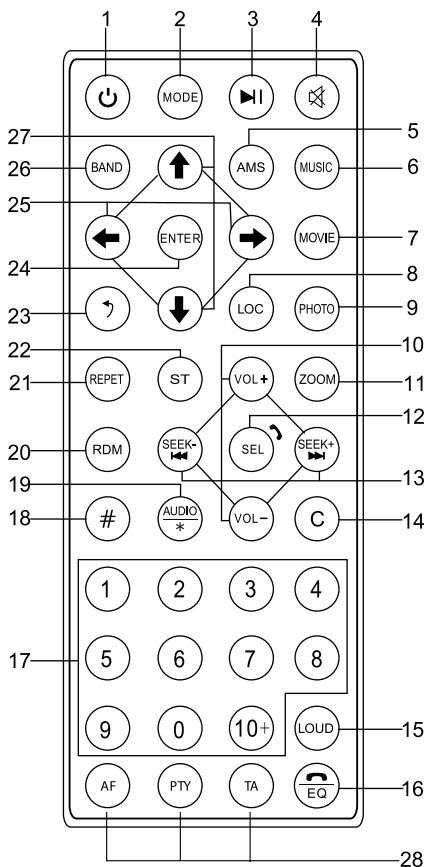 1 2 3 4
MODE
27 5
26 BAND AMS MUSIC 6
25
ENTER MOVIE 7
24 8
23 LOC PHOTO 9
22 10
21 REPET ST VOL+ ZOOM 11
12
20 RDM SEEK- SEL SEEK+
19 13
18 # AUDIO * VOL- C 14
1 2 3 4
17 5 6 7 8
9 0 10+ LOUD 15
AF PTY TA EQ 16
28